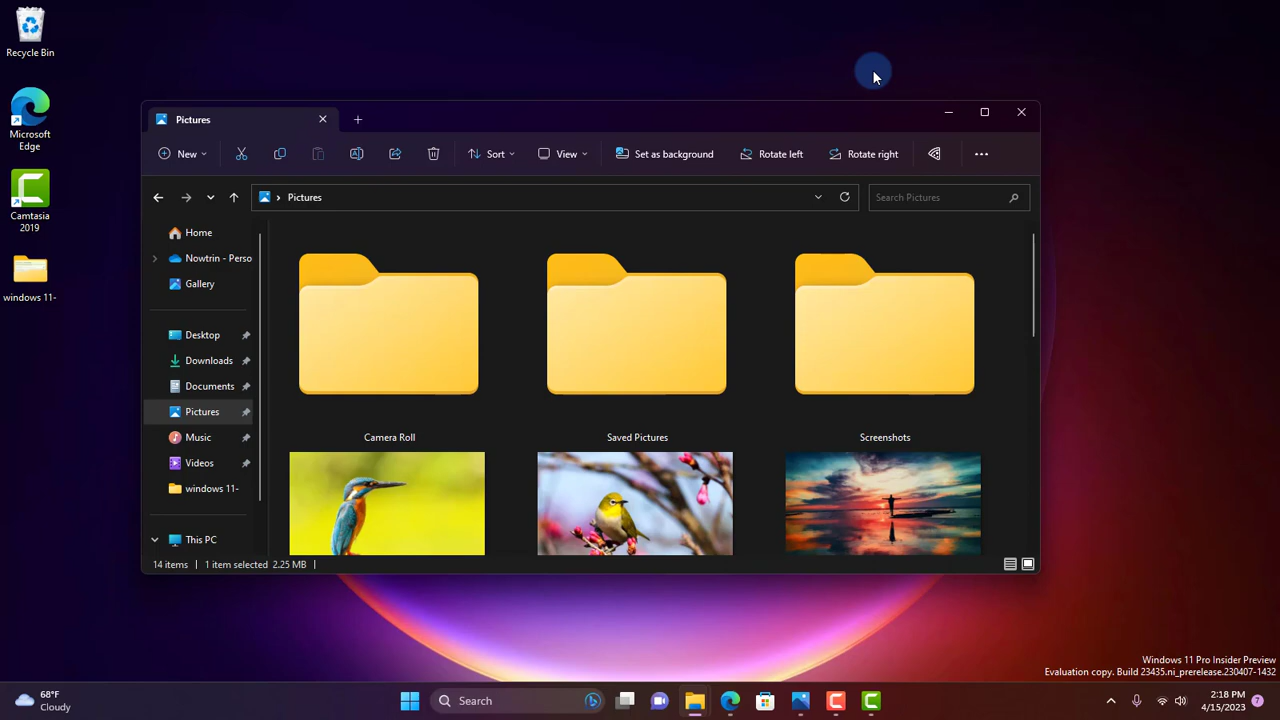 Recycle Bin
Microsoft
Edge
Camtasia
2019
windows 11-
Pictures
New
Sort
View
Set as background
Rotate left
Rotate right
Pictures
Search Pictures
Home
Nowtrin - Perso
Gallery
Desktop
Downloads
Documents
Pictures
Music
Videos
windows 11-
This PC
Camera Roll
Saved Pictures
Screenshots
14 items
1 item selected 2.25 MB
Windows 11 Pro Insider Preview
Evaluation copy. Build 23435.ni_prerelease.230407-1432
68°F
Cloudy
Search
2:18 PM
4/15/2023
7